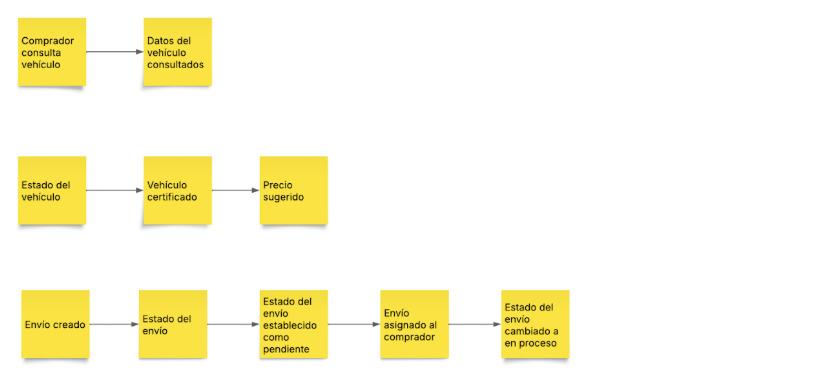 Comprador
consulta
vehículo
Datos del
vehículo
consultados
Estado del
vehículo
Vehículo
certificado
Precio
sugerido
Envío creado
Estado del
envío
Estado del
envío
establecido
como
pendiente
Envío
asignado al
comprador
Estado del
envío
cambiado a
en proceso